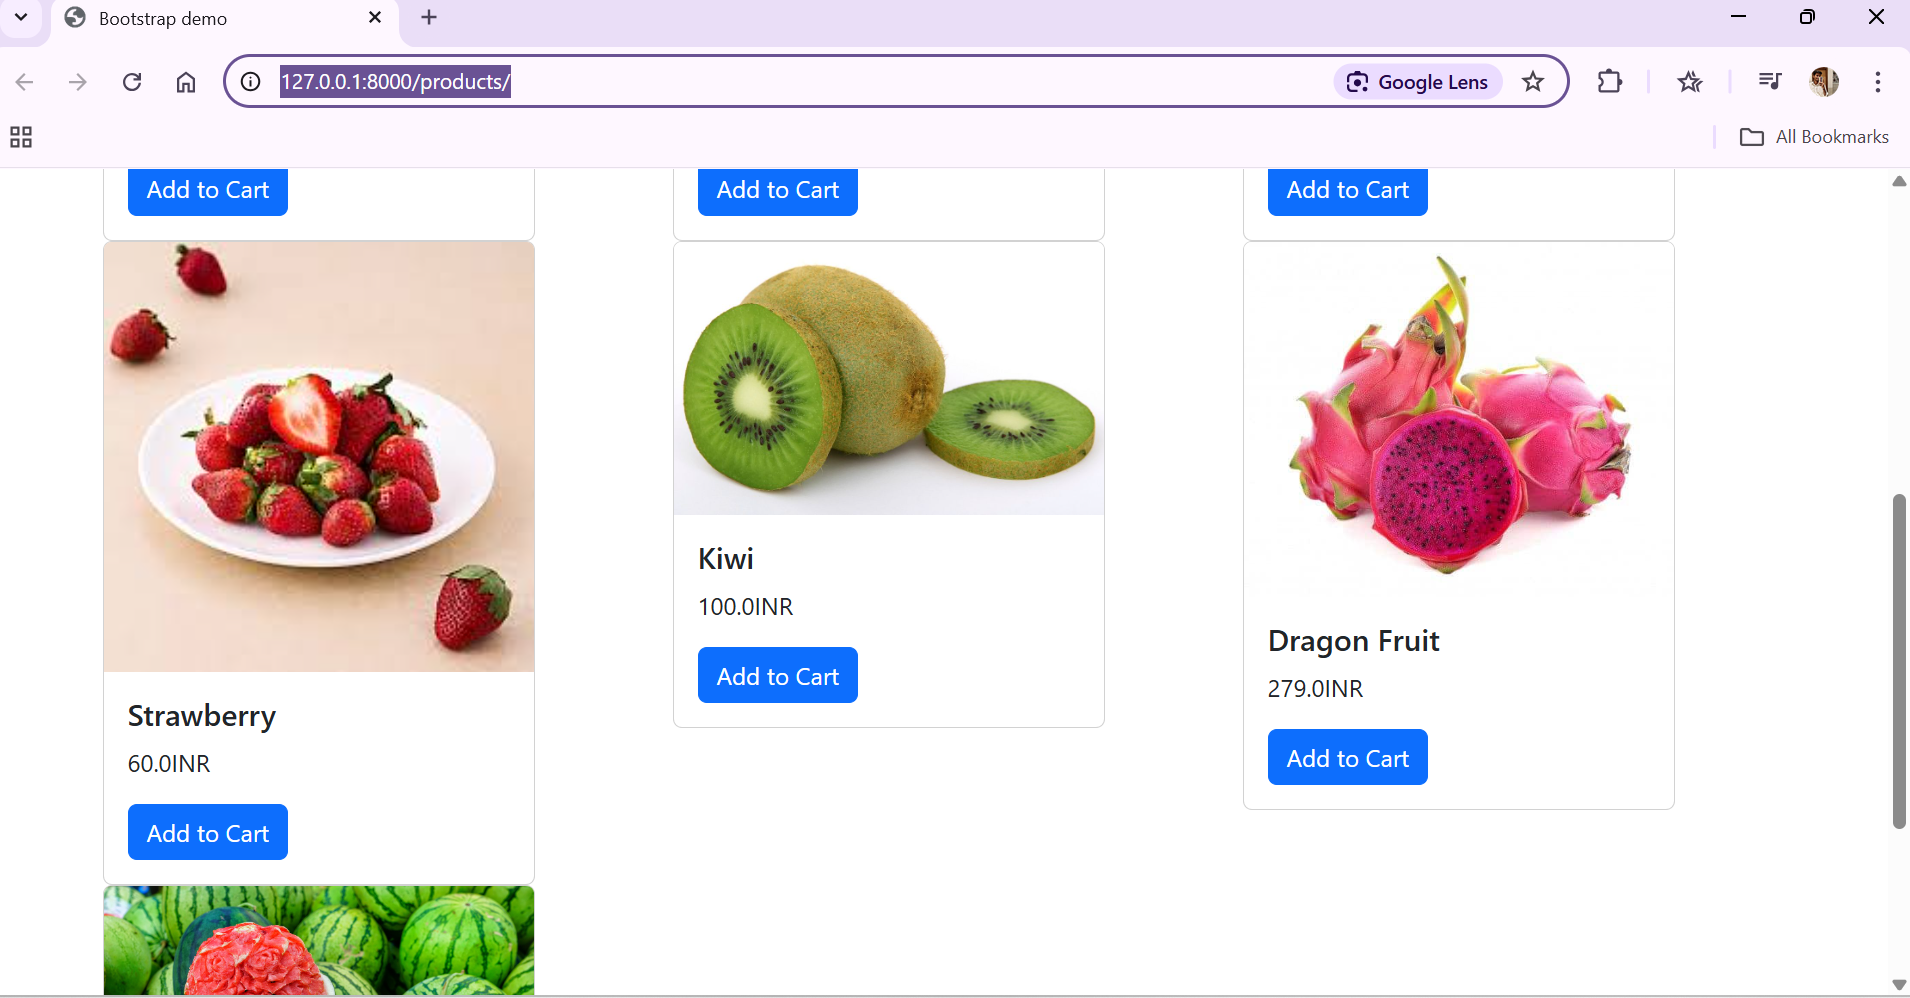 Bootstrap demo
127.0.0.1:8000/products/
Google Lens
All Bookmarks
Add to Cart
Add to Cart
Add to Cart
Strawberry
60.0INR
Add to Cart
Kiwi
100.0INR
Add to Cart
Dragon Fruit
279.0INR
Add to Cart